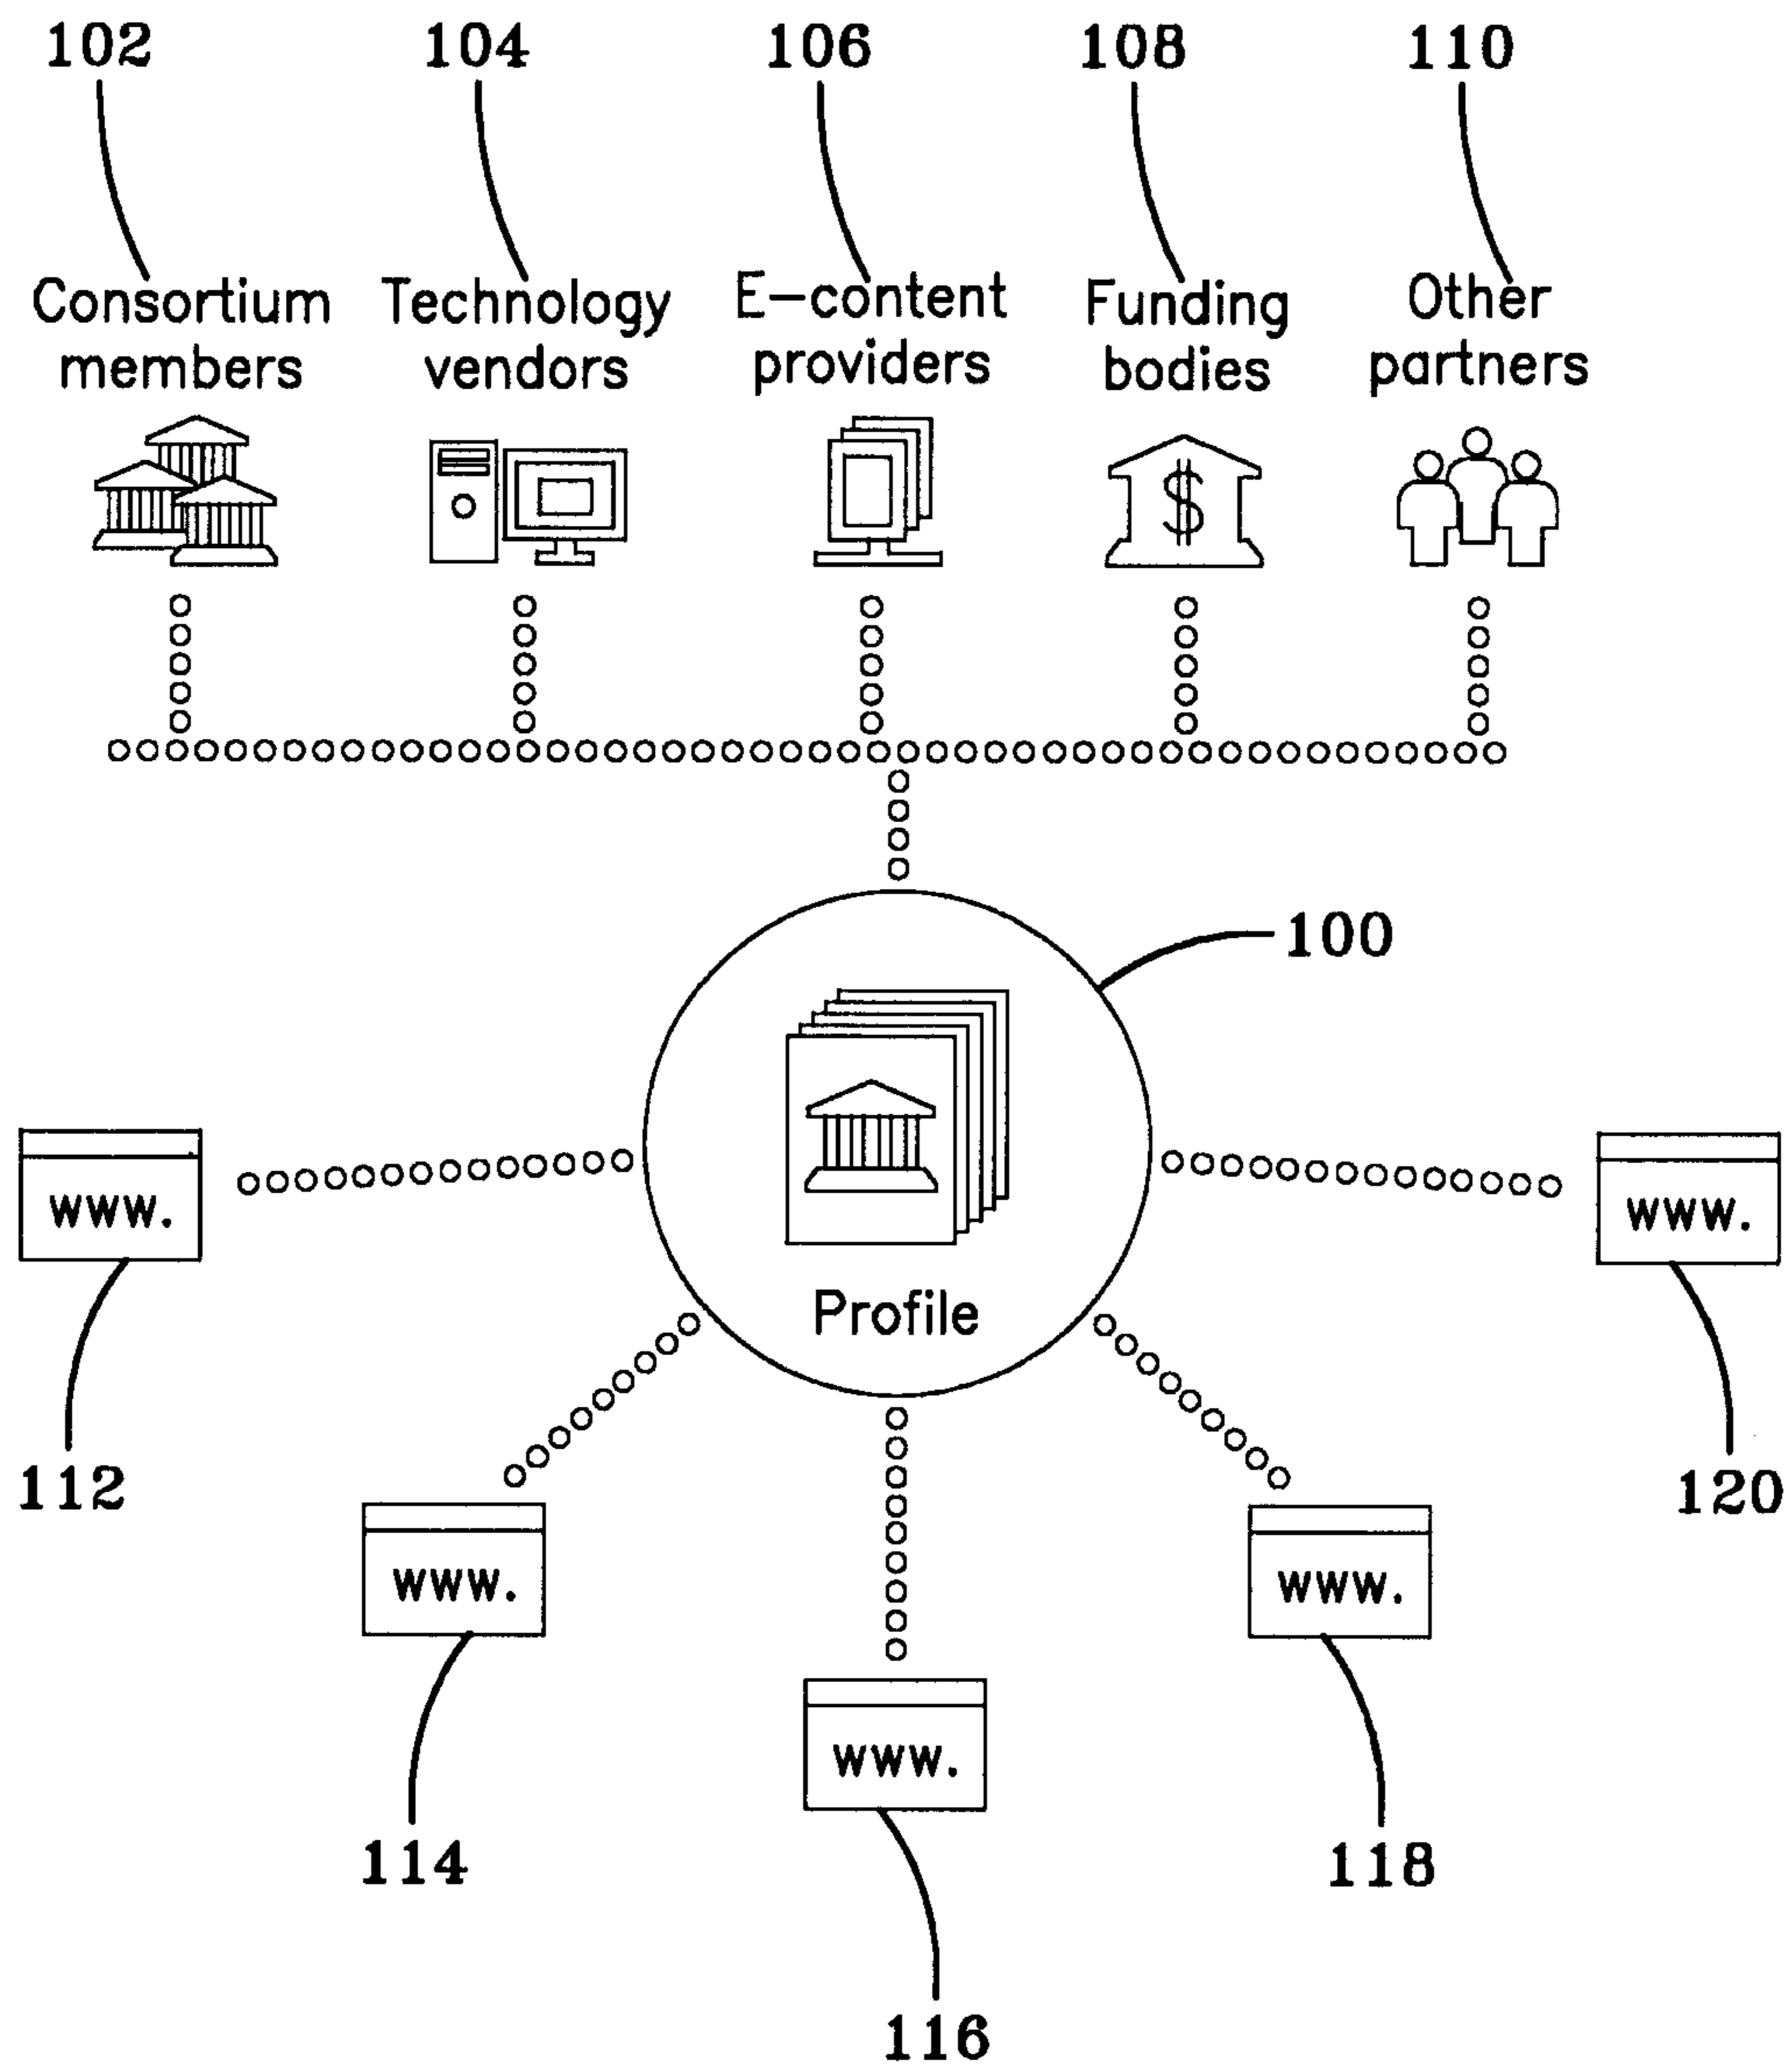 102 104 106 108 110
Consortium members
Technology vendors
E-content providers
Funding bodies
Other partners
$
100
Profile
www.
www.
112
120
www.
www.
www.
114
118
116